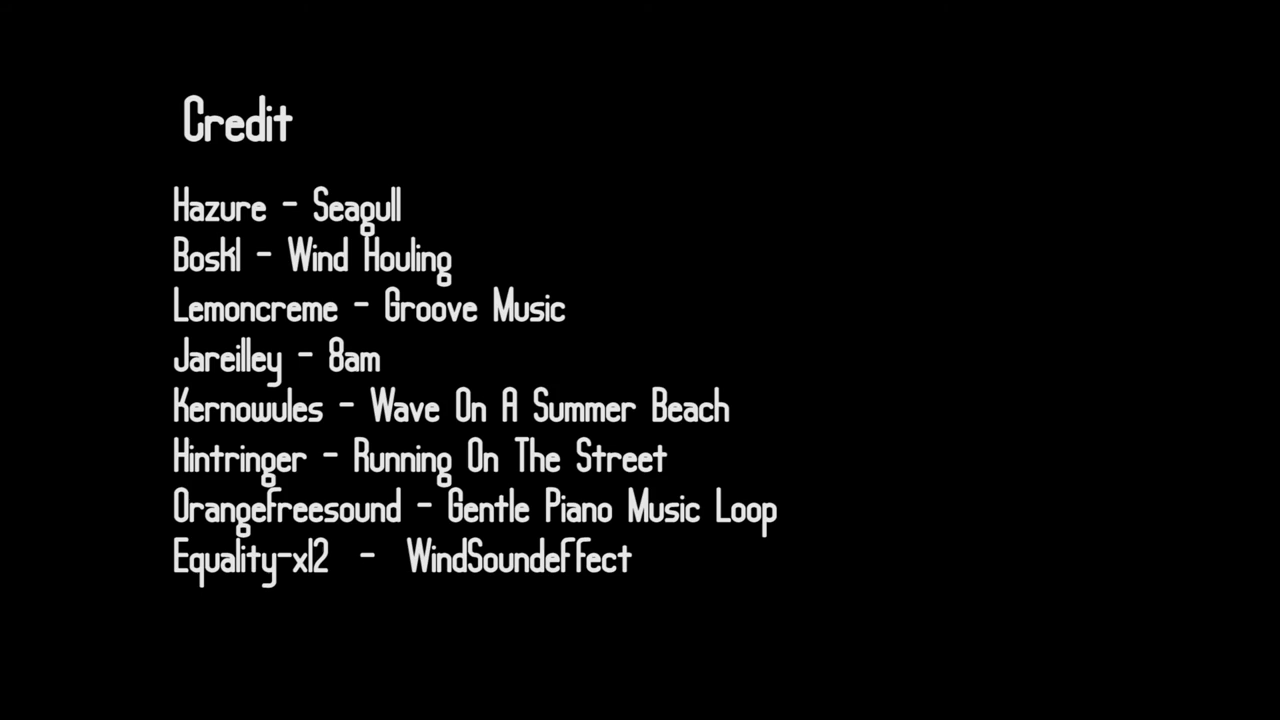 Credit
Hazure - Seagull
Boskl - Wind Houling
Lemoncreme - Groove Music
Jareilley - 8am
Kernowules - Wave On A Summer Beach
Hintringer - Running On The Street
Orangefreesound - Gentle Piano Music Loop
Equality-x12 - WindSoundeffect